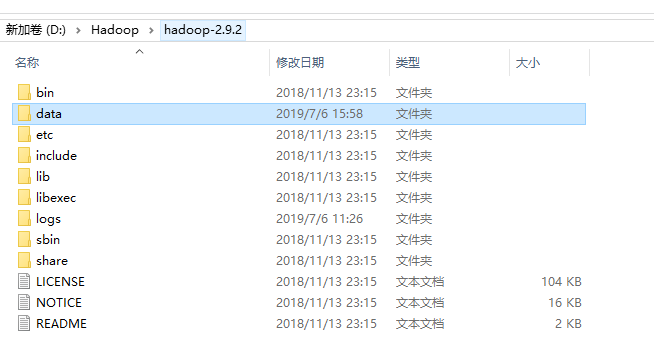 新加卷 (D:) > Hadoop > hadoop-2.9.2
名称 修改日期 类型 大小
bin 2018/11/13 23:15 文件夹
data 2019/7/6 15:58 文件夹
etc 2018/11/13 23:15 文件夹
include 2018/11/13 23:15 文件夹
lib 2018/11/13 23:15 文件夹
libexec 2018/11/13 23:15 文件夹
logs 2019/7/6 11:26 文件夹
sbin 2018/11/13 23:15 文件夹
share 2018/11/13 23:15 文件夹
LICENSE 2018/11/13 23:15 文本文档 104 KB
NOTICE 2018/11/13 23:15 文本文档 16 KB
README 2018/11/13 23:15 文本文档 2 KB